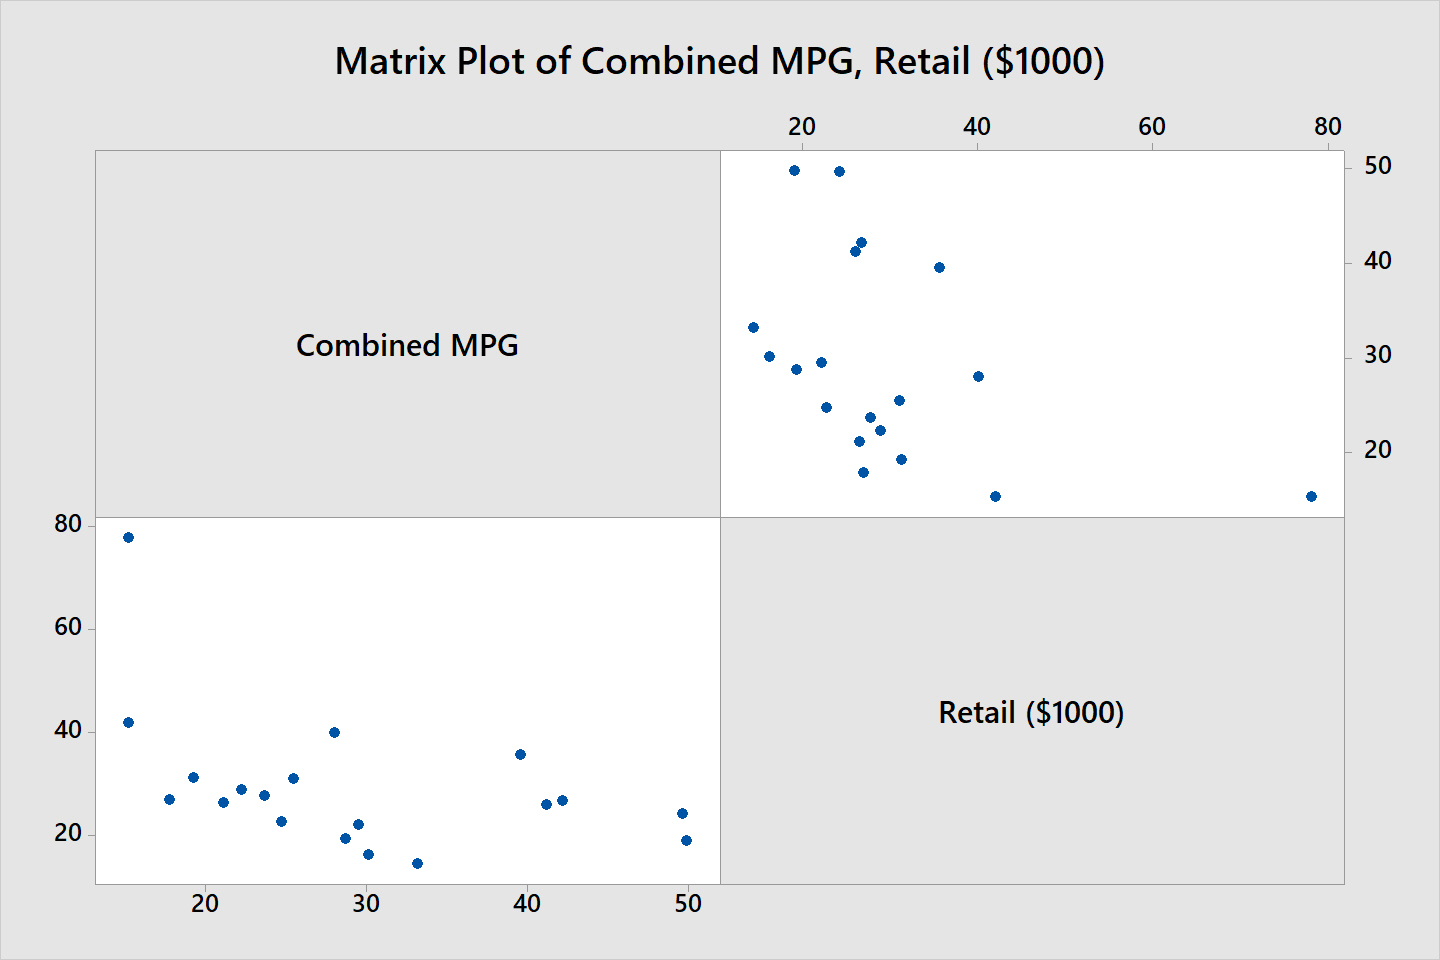 Matrix Plot of Combined MPG, Retail ($1000)
20 40 60 80
50
40
Combined MPG
30
20
80
60
Retail ($1000)
40
20
20 30 40 50